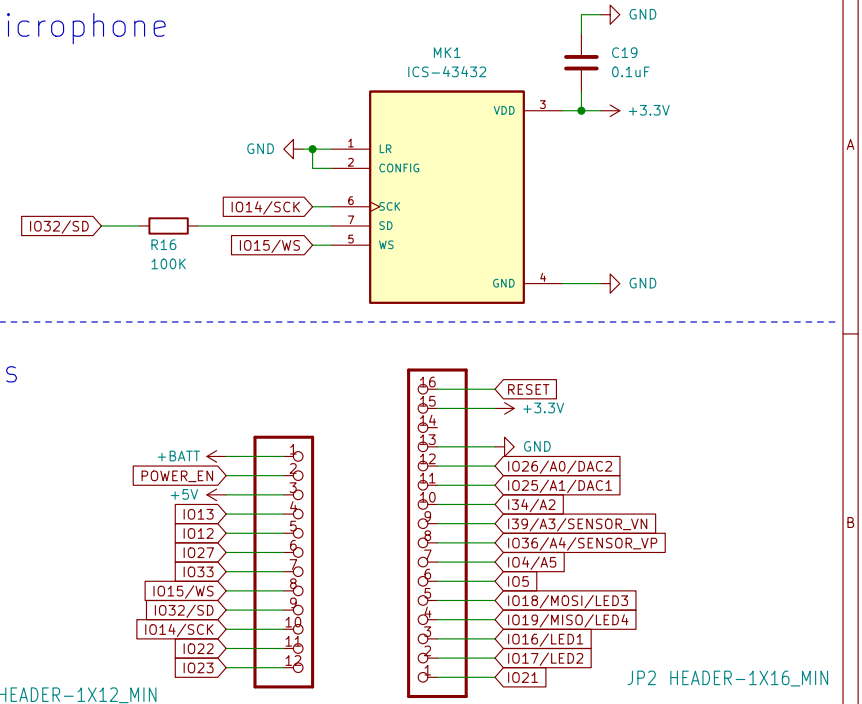 icrophone
GND
MK1
ICS-43432
C19
0.1uF
VDD 3 +3.3V
A
GND 1 LR
2 CONFIG
IO14/SCK 6 SCK
IO32/SD 7 SD
R16
100K
IO15/WS 5 WS
GND 4 GND
s
16 RESET
15 +3.3V
14
13 GND
12 IO26/A0/DAC2
11 IO25/A1/DAC1
10 I34/A2
9 I39/A3/SENSOR_VN
8 IO36/A4/SENSOR_VP
7 IO4/A5
6 IO5
5 IO18/MOSI/LED3
4 IO19/MISO/LED4
3 IO16/LED1
2 IO17/LED2
1 IO21
JP2 HEADER-1X16_MIN
+BATT 1
POWER_EN 2
+5V 3
IO13 4
IO12 5
IO27 6
IO33 7
IO15/WS 8
IO32/SD 9
IO14/SCK 10
IO22 11
IO23 12
HEADER-1X12_MIN
B